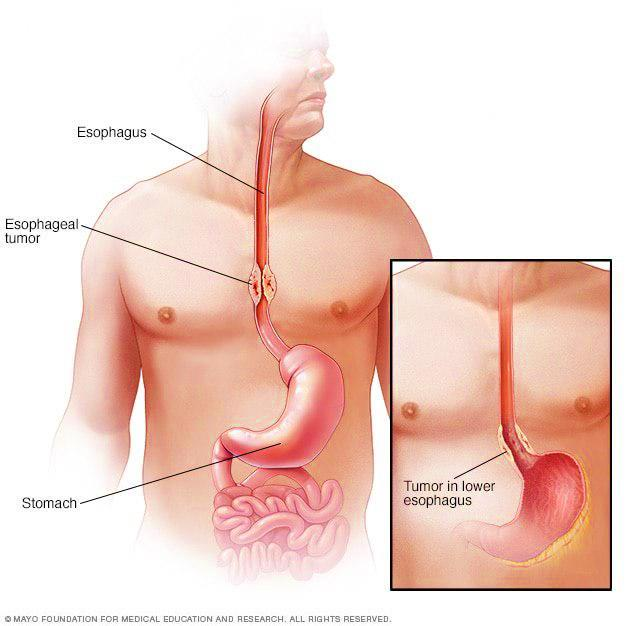 Esophagus
Esophageal
tumor
Stomach
Tumor in lower
esophagus
© MAYO FOUNDATION FOR MEDICAL EDUCATION AND RESEARCH. ALL RIGHTS RESERVED.